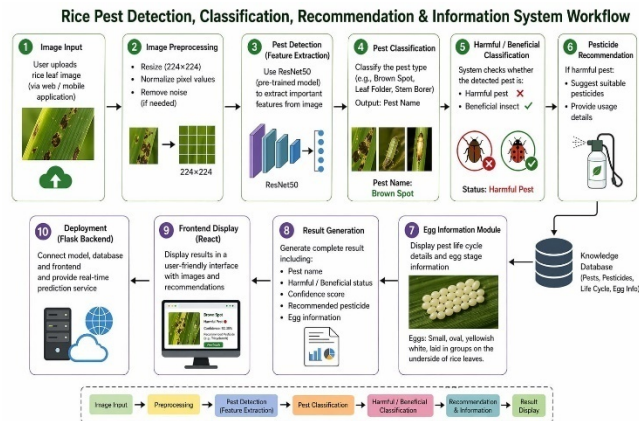 Rice Pest Detection, Classification, Recommendation & Information System Workflow
1 Image Input
User uploads
rice leaf image
(via web / mobile
application)
2 Image Preprocessing
• Resize (224×224)
• Normalize pixel values
• Remove noise
(if needed)
224×224
3 Pest Detection
(Feature Extraction)
Use ResNet50
(pre-trained model)
to extract important
features from image
ResNet50
4 Pest Classification
Classify the pest type
(e.g., Brown Spot,
Leaf Folder, Stem Borer)
Output: Pest Name
Pest Name:
Brown Spot
5 Harmful / Beneficial
Classification
System checks whether
the detected pest is:
• Harmful pest ✗
• Beneficial insect ✓
Status: Harmful Pest
6 Pesticide
Recommendation
If harmful pest:
• Suggest suitable
pesticides
• Provide usage
details
Knowledge
Database
(Pests, Pesticides,
Life Cycle, Egg Info)
7 Egg Information Module
Display pest life cycle
details and egg stage
information
Eggs: Small, oval, yellowish
white, laid in groups on the
underside of rice leaves.
8 Result Generation
Generate complete result
including:
• Pest name
• Harmful / Beneficial status
• Confidence score
• Recommended pesticide
• Egg information
9 Frontend Display
(React)
Display results in a
user-friendly interface
with images and
recommendations
Brown Spot
Harmful Pest
10 Deployment
(Flask Backend)
Connect model, database
and frontend
and provide real-time
prediction service
Image Input
Preprocessing
Pest Detection
(Feature Extraction)
Pest Classification
Harmful / Beneficial
Classification
Recommendation
& Information
Result
Display